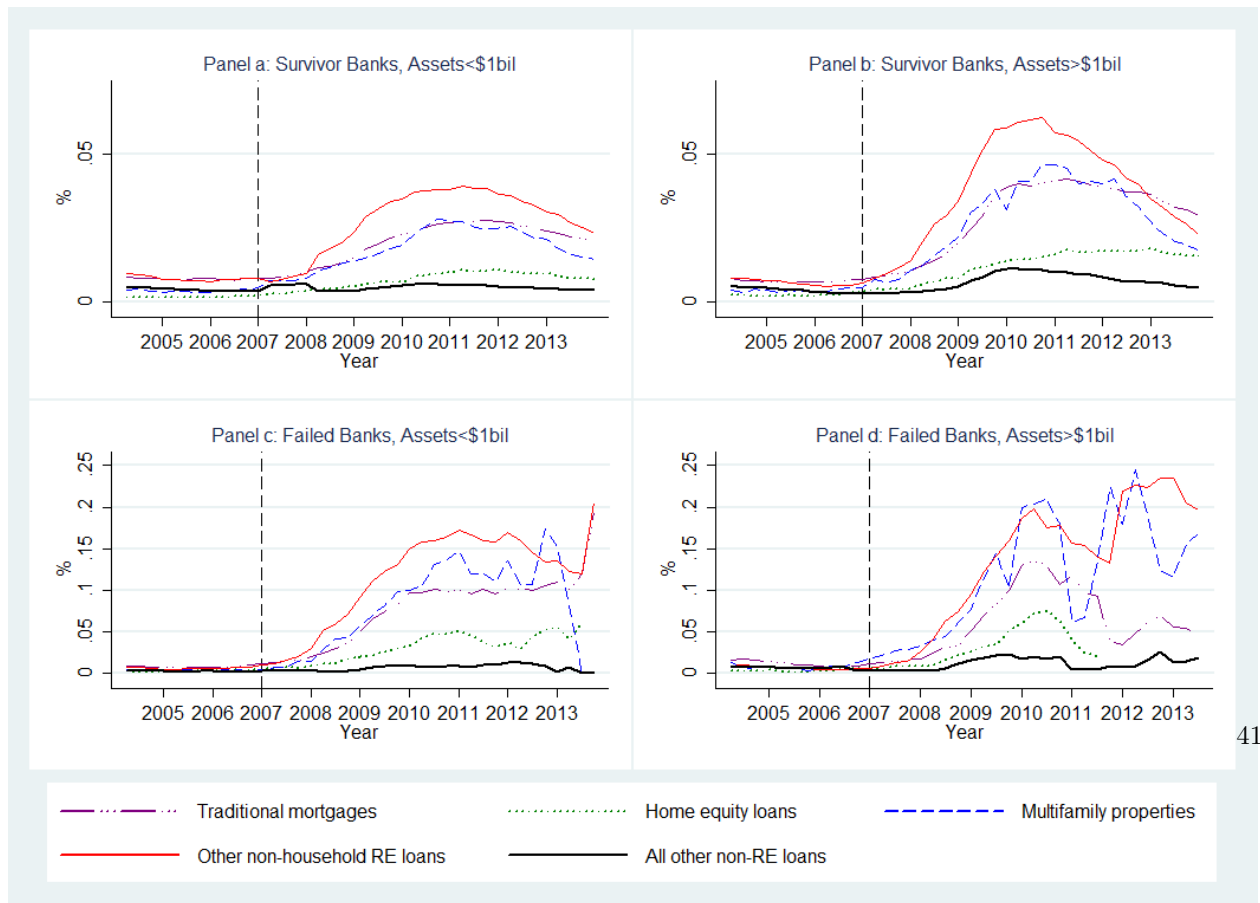 Panel a: Survivor Banks, Assets<$1bil
%
0 .05
2005 2006 2007 2008 2009 2010 2011 2012 2013
Year
Panel b: Survivor Banks, Assets>$1bil
%
0 .05
2005 2006 2007 2008 2009 2010 2011 2012 2013
Year
Panel c: Failed Banks, Assets<$1bil
%
0 .05 .1 .15 .2 .25
2005 2006 2007 2008 2009 2010 2011 2012 2013
Year
Panel d: Failed Banks, Assets>$1bil
%
0 .05 .1 .15 .2 .25
2005 2006 2007 2008 2009 2010 2011 2012 2013
Year
41
Traditional mortgages Home equity loans Multifamily properties
Other non-household RE loans All other non-RE loans